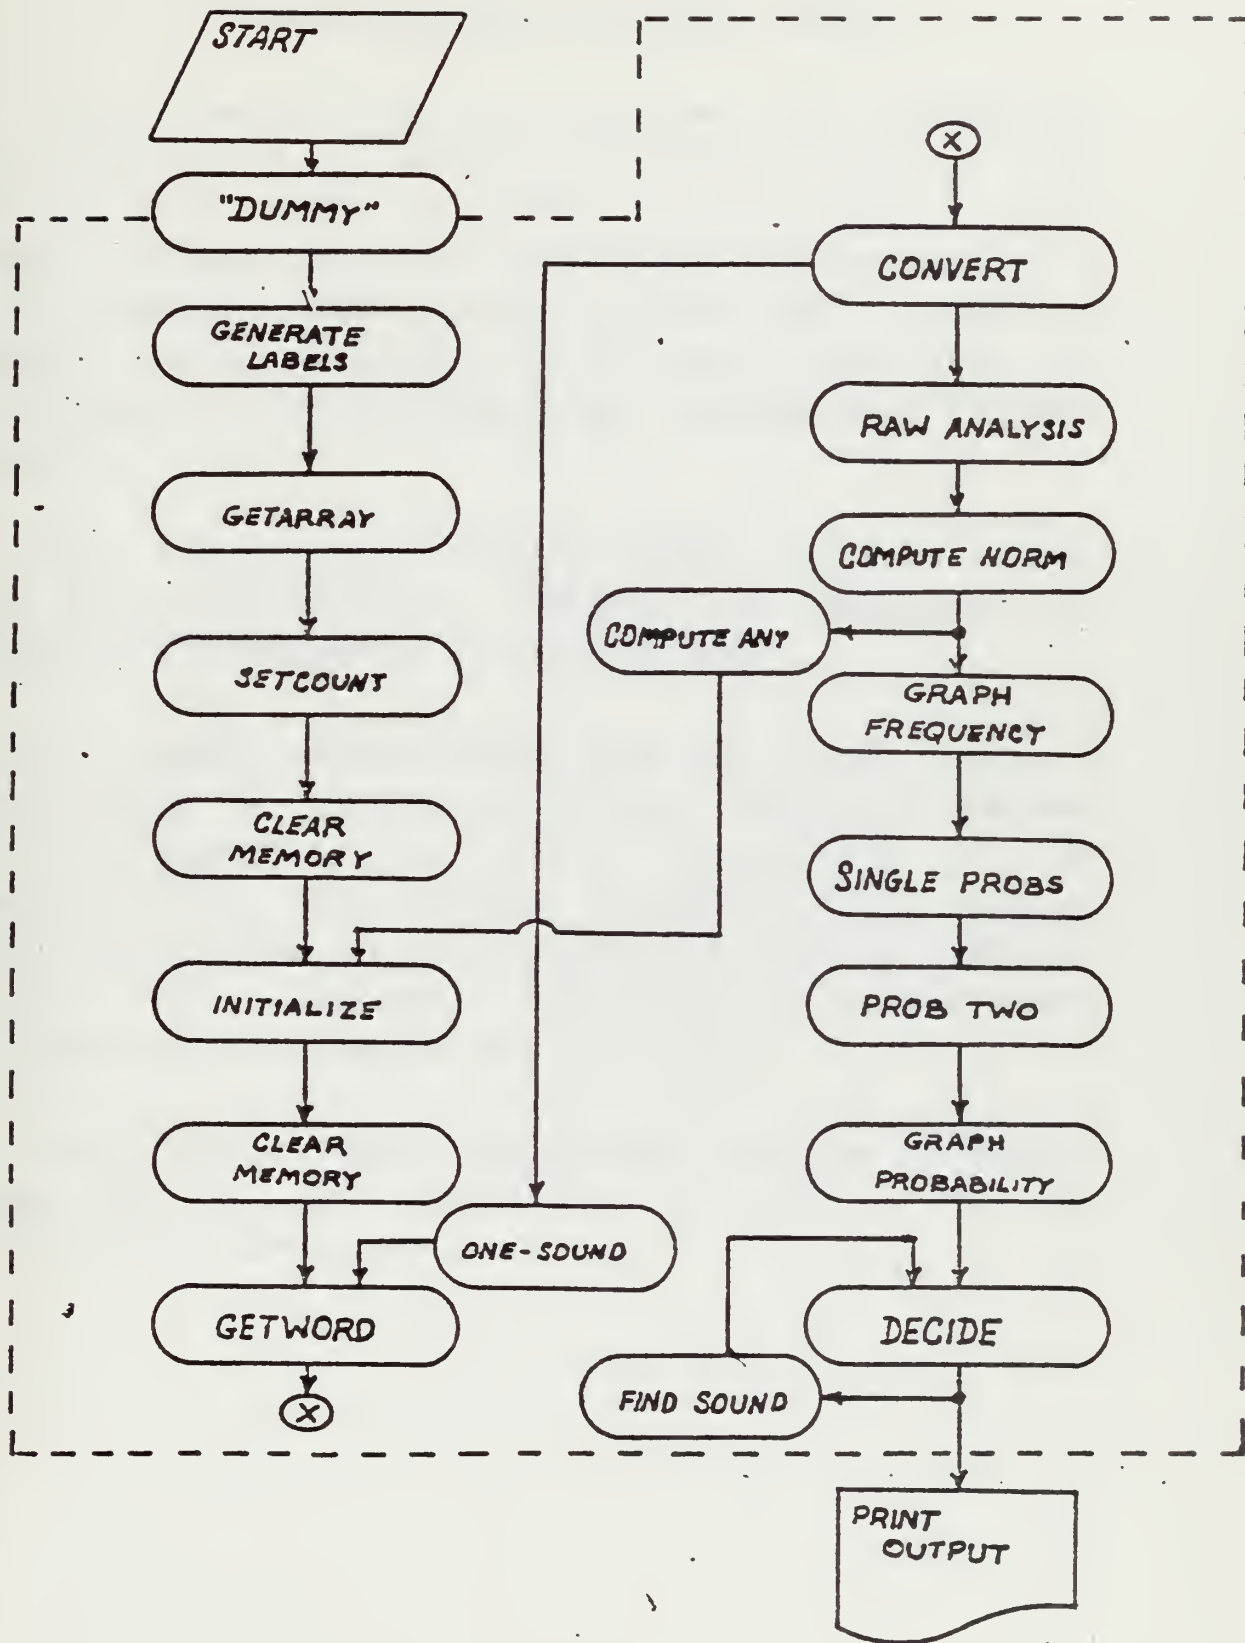 START
"DUMMY"
GENERATE
LABELS
GETARRAY
SETCOUNT
CLEAR
MEMORY
INITIALIZE
CLEAR
MEMORY
ONE-SOUND
GETWORD
X
X
CONVERT
RAW ANALYSIS
COMPUTE NORM
COMPUTE ANY
GRAPH
FREQUENCY
SINGLE PROBS
PROB TWO
GRAPH
PROBABILITY
DECIDE
FIND SOUND
PRINT
OUTPUT